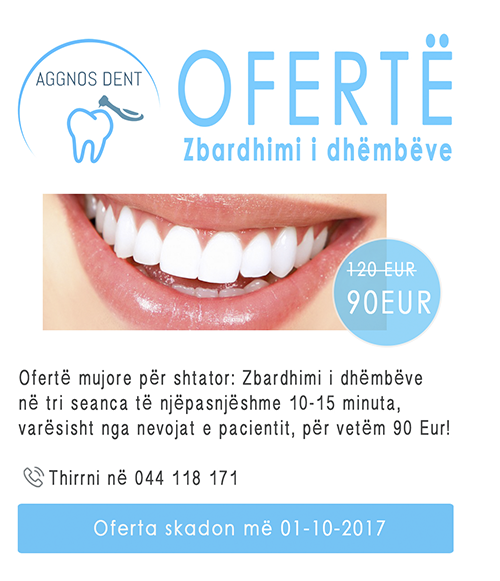 AGGNOS DENT
OFERTË
Zbardhimi i dhëmbëve
120 EUR
90EUR
Ofertë mujore për shtator: Zbardhimi i dhëmbëve
në tri seanca të njëpasnjëshme 10-15 minuta,
varësisht nga nevojat e pacientit, për vetëm 90 Eur!
Thirrni në 044 118 171
Oferta skadon më 01-10-2017